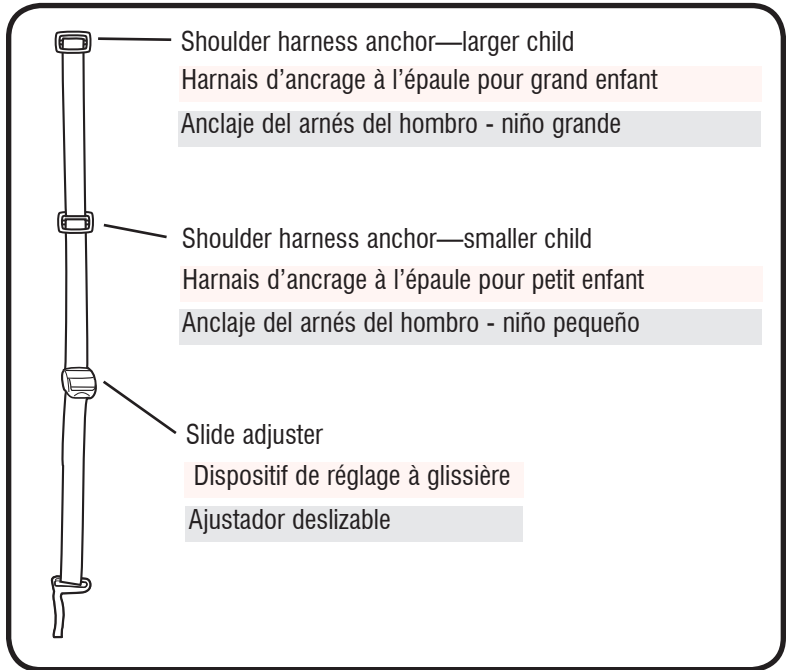 Shoulder harness anchor—larger child
Harnais d’ancrage à l’épaule pour grand enfant
Anclaje del arnés del hombro - niño grande
Shoulder harness anchor—smaller child
Harnais d’ancrage à l’épaule pour petit enfant
Anclaje del arnés del hombro - niño pequeño
Slide adjuster
Dispositif de réglage à glissière
Ajustador deslizable